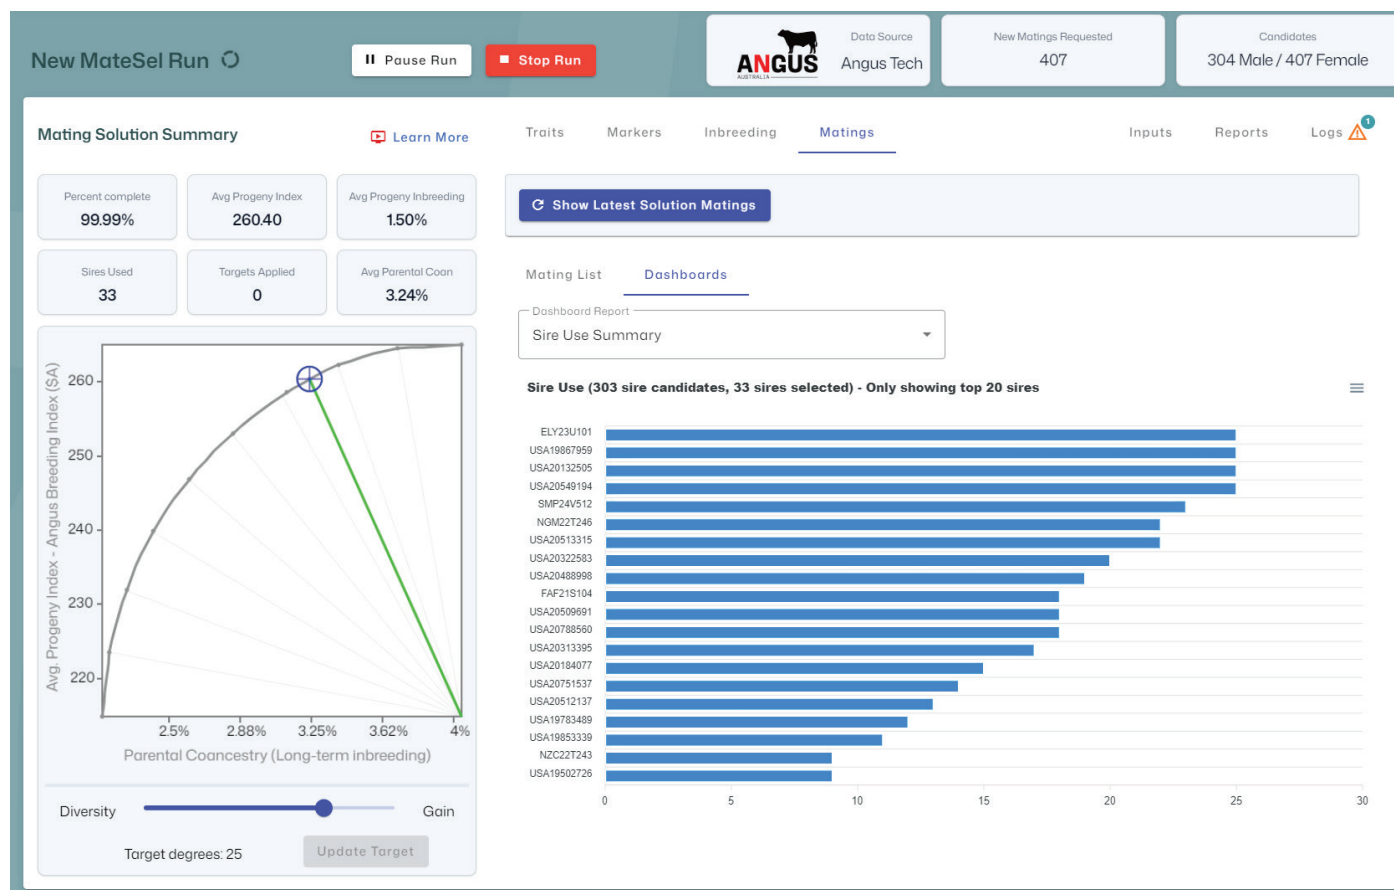 New MateSel Run
Pause Run
Stop Run
ANGUS
AUSTRALIA
Data Source
Angus Tech
New Matings Requested
407
Candidates
304 Male / 407 Female
Mating Solution Summary
Learn More
Percent complete
99.99%
Avg Progeny Index
260.40
Avg Progeny Inbreeding
1.50%
Sires Used
33
Targets Applied
0
Avg Parental Coan
3.24%
Avg. Progeny Index - Angus Breeding Index ($A)
260
250
240
230
220
2.5% 2.88% 3.25% 3.62% 4%
Parental Coancestry (Long-term inbreeding)
Diversity Gain
Target degrees: 25
Update Target
Traits Markers Inbreeding Matings Inputs Reports Logs 1
Show Latest Solution Matings
Mating List Dashboards
Dashboard Report
Sire Use Summary
Sire Use (303 sire candidates, 33 sires selected) - Only showing top 20 sires
ELY23U101
USA19867959
USA20132505
USA20549194
SMP24V512
NGM22T246
USA20513315
USA20322583
USA20488998
FAF21S104
USA20509691
USA20788560
USA20313395
USA20184077
USA20751537
USA20512137
USA19783489
USA19853339
NZC22T243
USA19502726
0 5 10 15 20 25 30